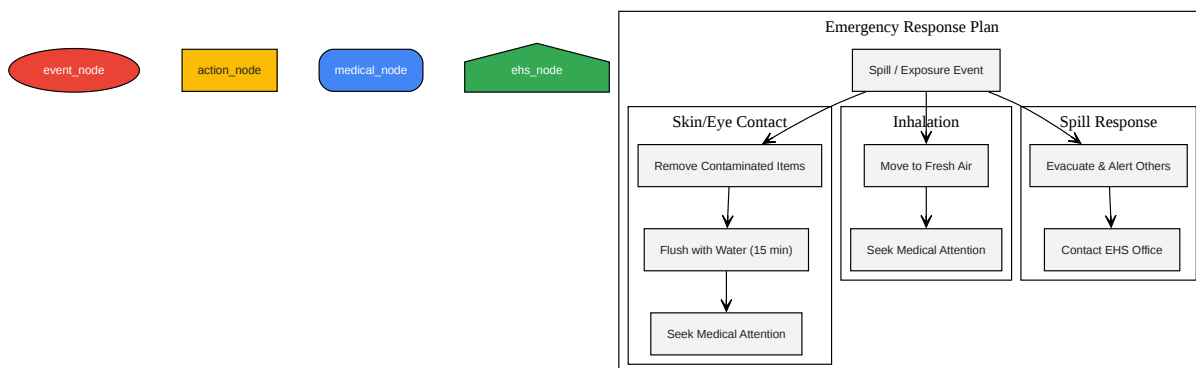 Emergency Response Plan
event_node
action_node
medical_node
ehs_node
Spill / Exposure Event
Skin/Eye Contact
Inhalation
Spill Response
Remove Contaminated Items
Move to Fresh Air
Evacuate & Alert Others
Flush with Water (15 min)
Seek Medical Attention
Contact EHS Office
Seek Medical Attention